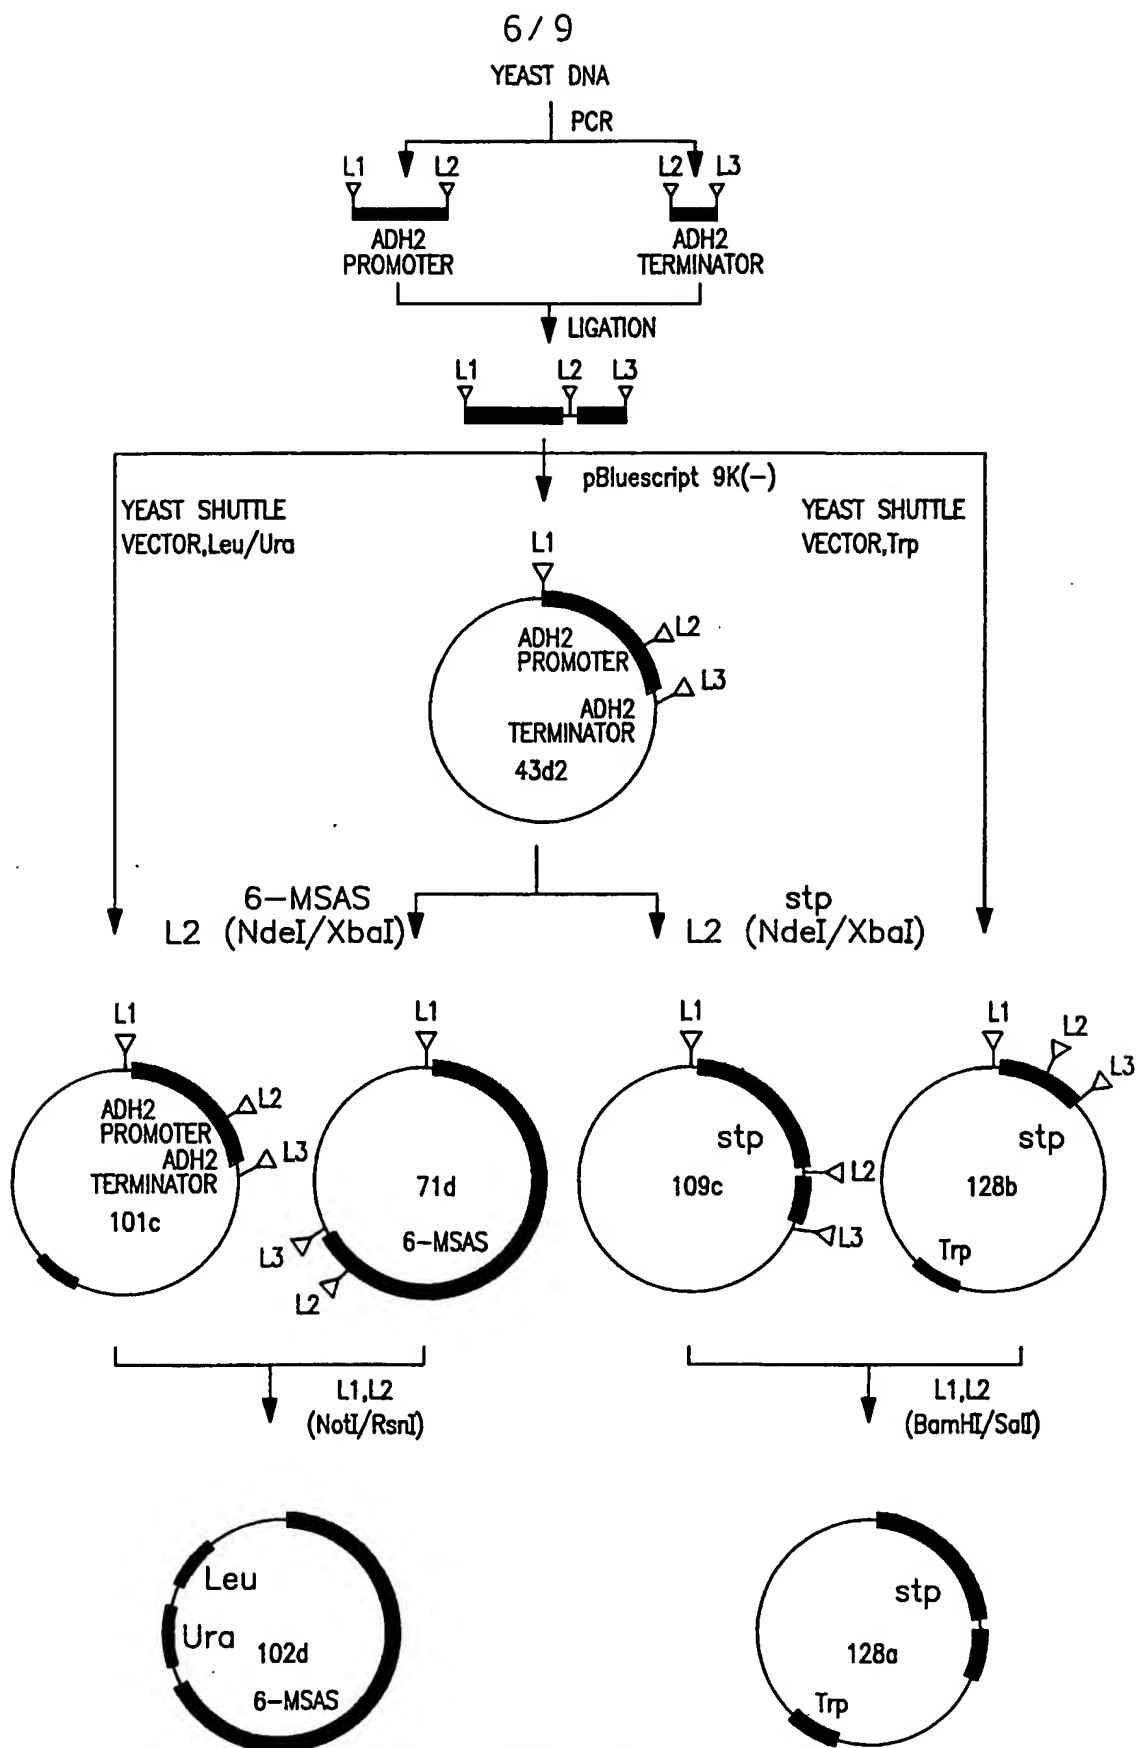 6/9
YEAST DNA
PCR
L1
L2
L2
L3
ADH2
PROMOTER
ADH2
TERMINATOR
LIGATION
L1
L2
L3
pBluescript 9K(-)
YEAST SHUTTLE
VECTOR,Leu/Ura
YEAST SHUTTLE
VECTOR,Trp
L1
L2
L3
ADH2
PROMOTER
ADH2
TERMINATOR
43d2
6-MSAS
L2 (NdeI/XbaI)
stp
L2 (NdeI/XbaI)
L1
L2
L3
ADH2
PROMOTER
ADH2
TERMINATOR
101c
L1
71d
6-MSAS
L3
L2
L1
stp
109c
L2
L3
L1
L2
L3
stp
128b
Trp
L1,L2
(NotI/RsnI)
L1,L2
(BamHI/SalI)
Leu
Ura
102d
6-MSAS
stp
128a
Trp